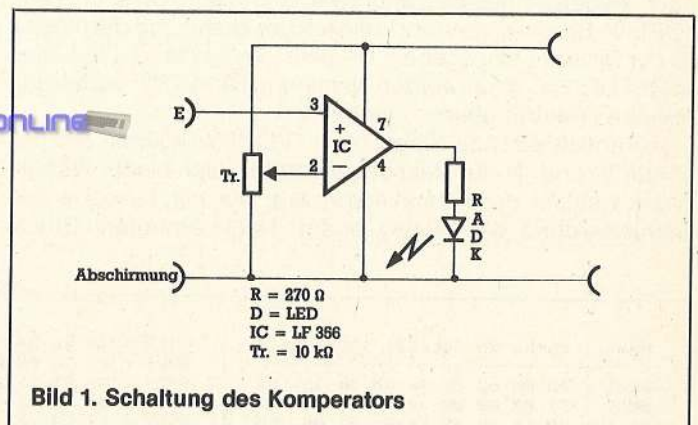 online
E
3
+
7
IC
2
–
4
Tr.
R
A
D
K
Abschirmung
R = 270 Ω
D = LED
IC = LF 356
Tr. = 10 kΩ
Bild 1. Schaltung des Komperators